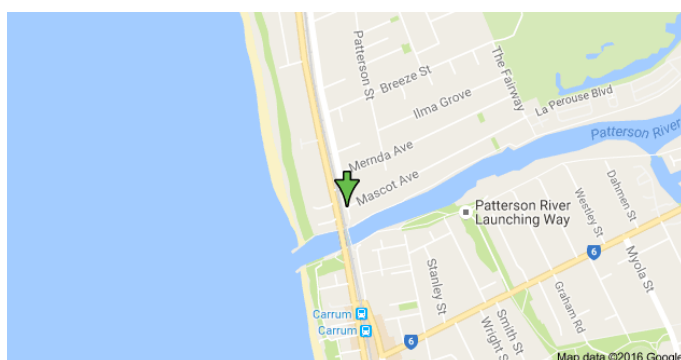 Patterson St
Breeze St
The Fairway
Ilma Grove
La Perouse Blvd
Patterson River
Mernda Ave
Mascot Ave
Patterson River
Launching Way
Westley St
Dahmen St
Myola St
6
Stanley St
Graham Rd
Carrum
Carrum
6
Smith St
Wright St
Map data ©2016 Google